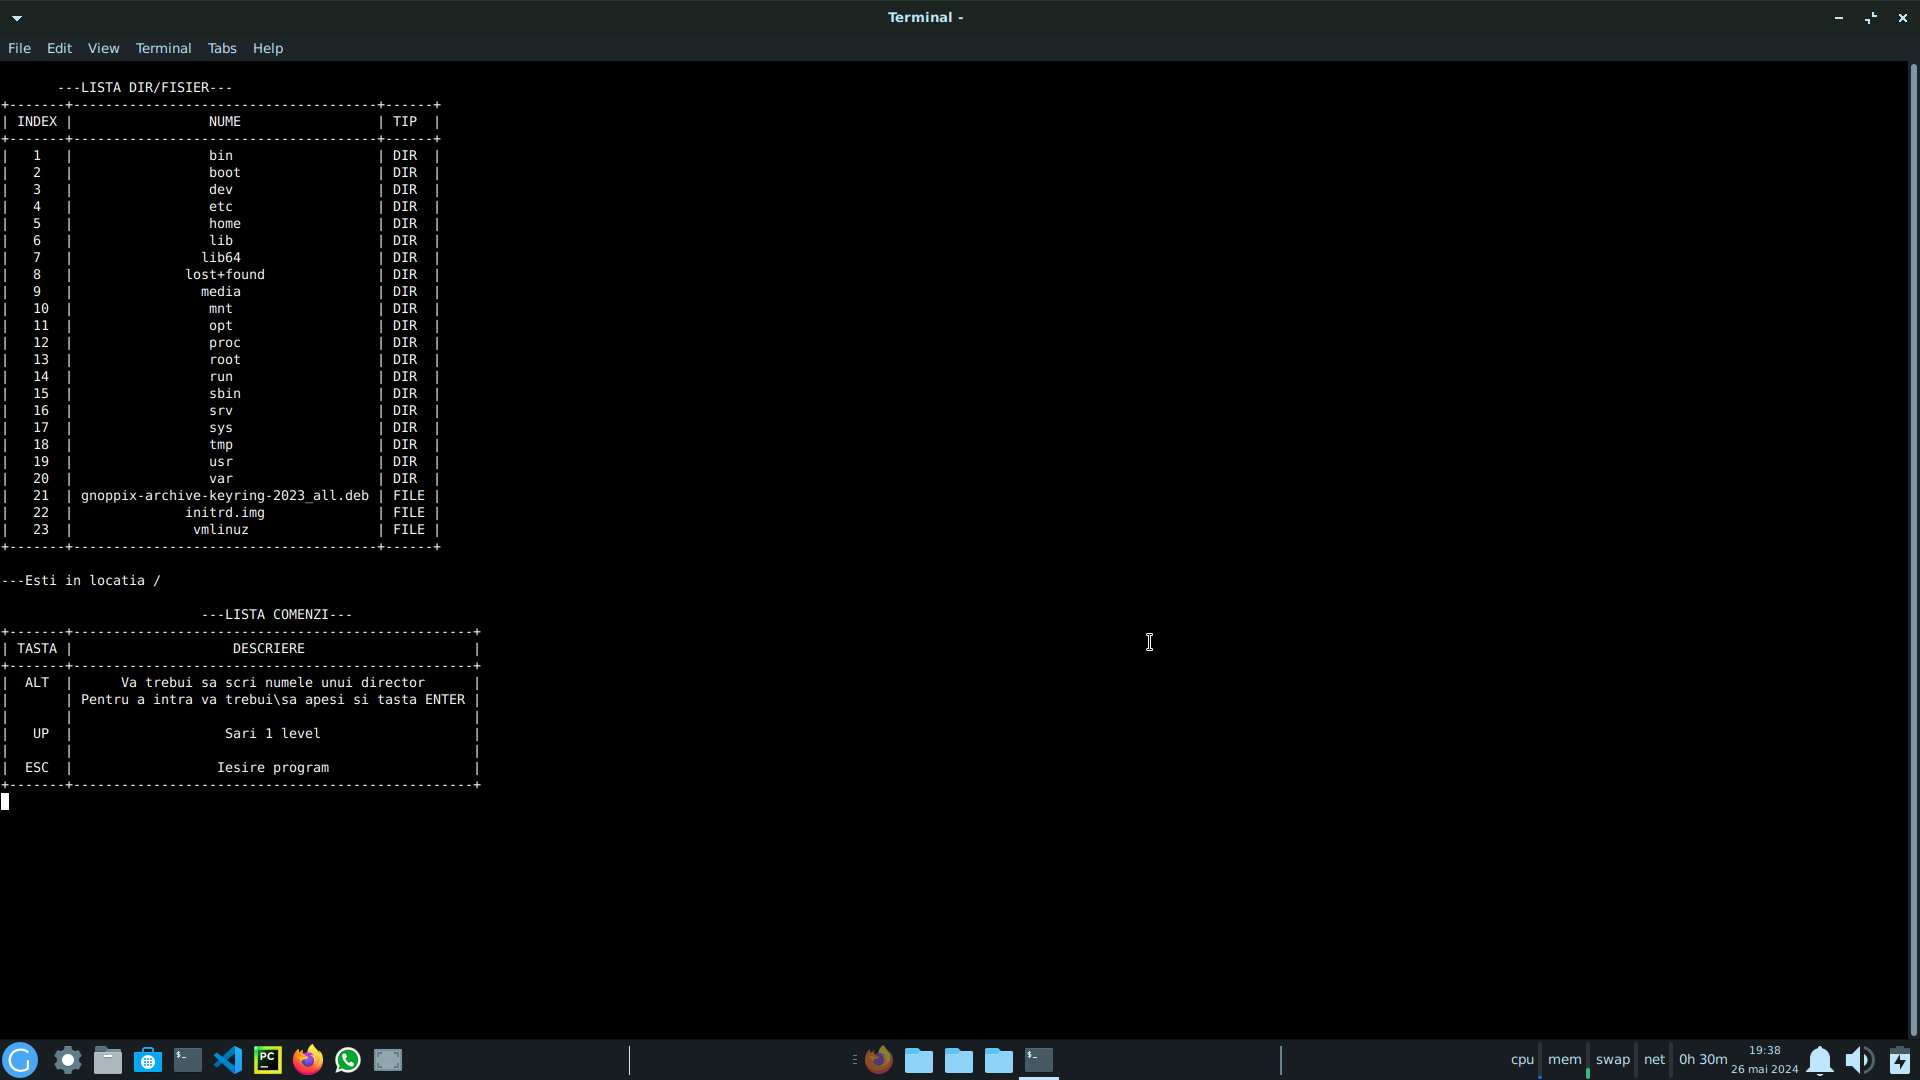 Terminal -
File Edit View Terminal Tabs Help
---LISTA DIR/FISIER---
+-------+--------------------------------------+------+
| INDEX | NUME | TIP |
+-------+--------------------------------------+------+
| 1 | bin | DIR |
| 2 | boot | DIR |
| 3 | dev | DIR |
| 4 | etc | DIR |
| 5 | home | DIR |
| 6 | lib | DIR |
| 7 | lib64 | DIR |
| 8 | lost+found | DIR |
| 9 | media | DIR |
| 10 | mnt | DIR |
| 11 | opt | DIR |
| 12 | proc | DIR |
| 13 | root | DIR |
| 14 | run | DIR |
| 15 | sbin | DIR |
| 16 | srv | DIR |
| 17 | sys | DIR |
| 18 | tmp | DIR |
| 19 | usr | DIR |
| 20 | var | DIR |
| 21 | gnoppix-archive-keyring-2023_all.deb | FILE |
| 22 | initrd.img | FILE |
| 23 | vmlinuz | FILE |
+-------+--------------------------------------+------+
---Esti in locatia /
---LISTA COMENZI---
+-------+--------------------------------------------------+
| TASTA | DESCRIERE |
+-------+--------------------------------------------------+
| ALT | Va trebui sa scri numele unui director |
| | Pentru a intra va trebui\sa apesi si tasta ENTER |
| | |
| UP | Sari 1 level |
| | |
| ESC | Iesire program |
+-------+--------------------------------------------------+
G $- PC $- cpu mem swap net 0h 30m 19:38
26 mai 2024